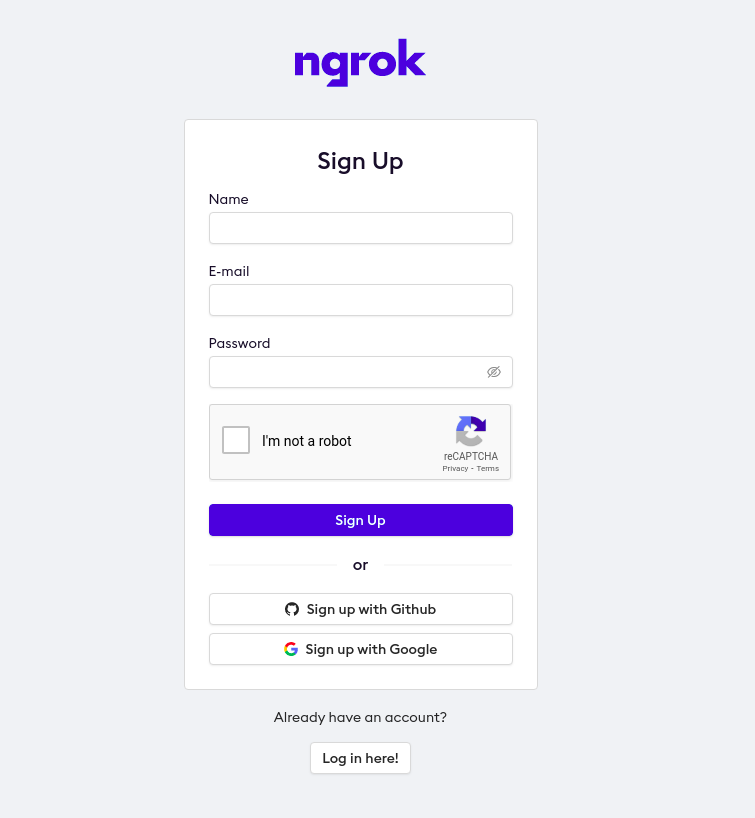 ngrok
Sign Up
Name
E-mail
Password
I'm not a robot
reCAPTCHA
Privacy - Terms
Sign Up
or
Sign up with Github
Sign up with Google
Already have an account?
Log in here!